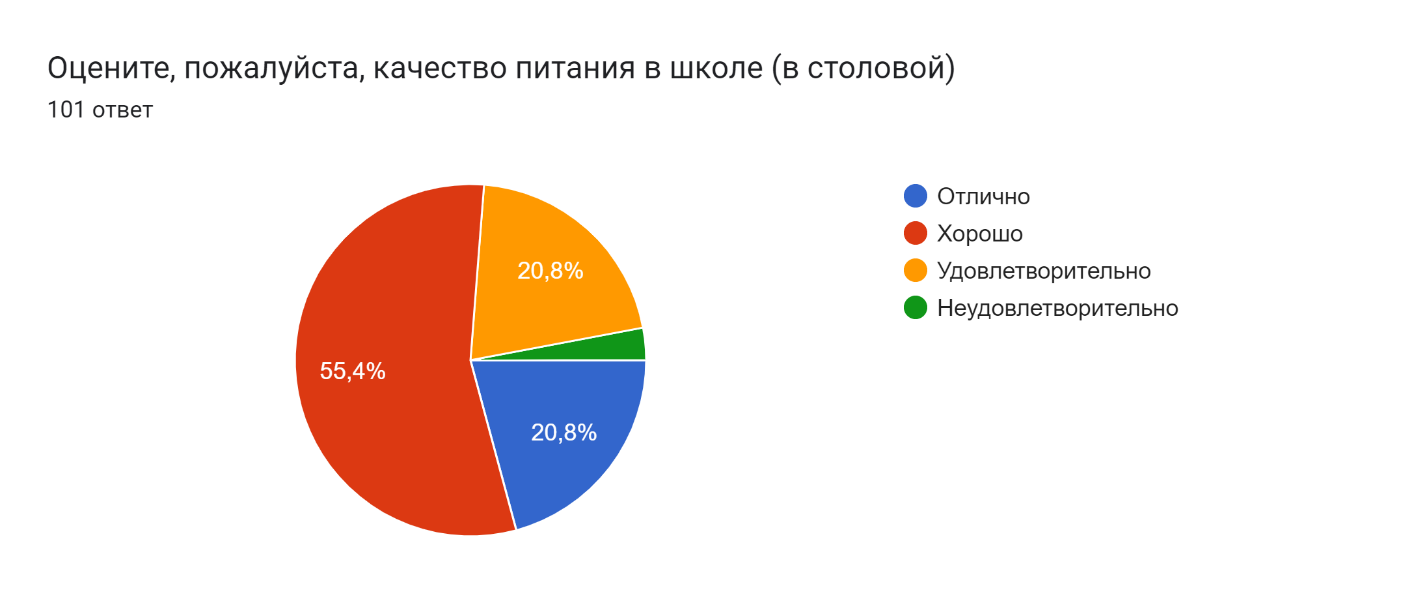 Оцените, пожалуйста, качество питания в школе (в столовой)
101 ответ
Отлично
Хорошо
Удовлетворительно
Неудовлетворительно
20,8%
55,4%
20,8%